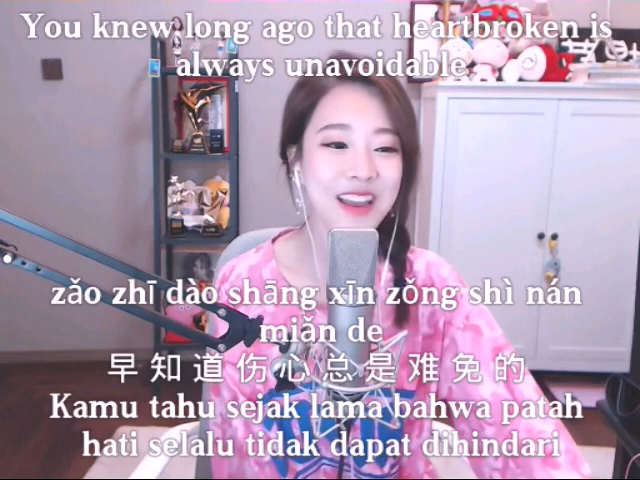 You knew long ago that heartbroken is
always unavoidable
zǎo zhī dào shāng xīn zǒng shì nán
miǎn de
早知道伤心总是难免的
Kamu tahu sejak lama bahwa patah
hati selalu tidak dapat dihindari